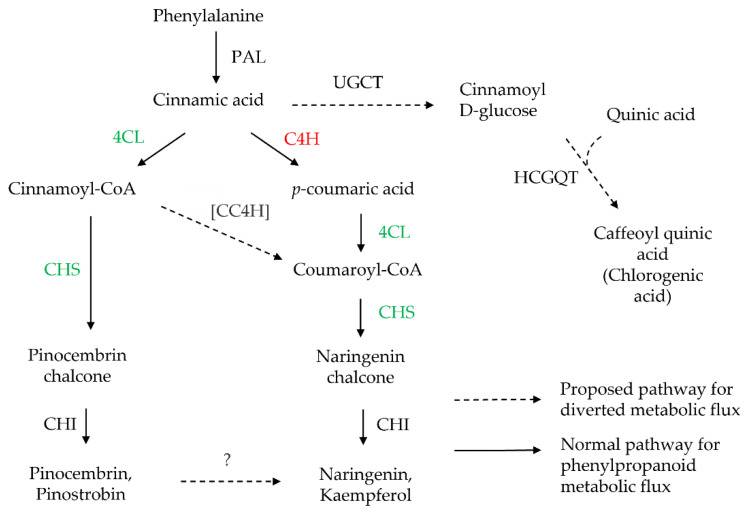 Phenylalanine
PAL
Cinnamic acid
UGCT
Cinnamoyl
D-glucose
Quinic acid
4CL
C4H
HCGQT
Cinnamoyl-CoA
p-coumaric acid
[CC4H]
4CL
Caffeoyl quinic
acid
(Chlorogenic
acid)
CHS
Coumaroyl-CoA
CHS
Pinocembrin
chalcone
Naringenin
chalcone
Proposed pathway for
diverted metabolic flux
CHI
CHI
Normal pathway for
phenylpropanoid
metabolic flux
Pinocembrin,
Pinostrobin
?
Naringenin,
Kaempferol